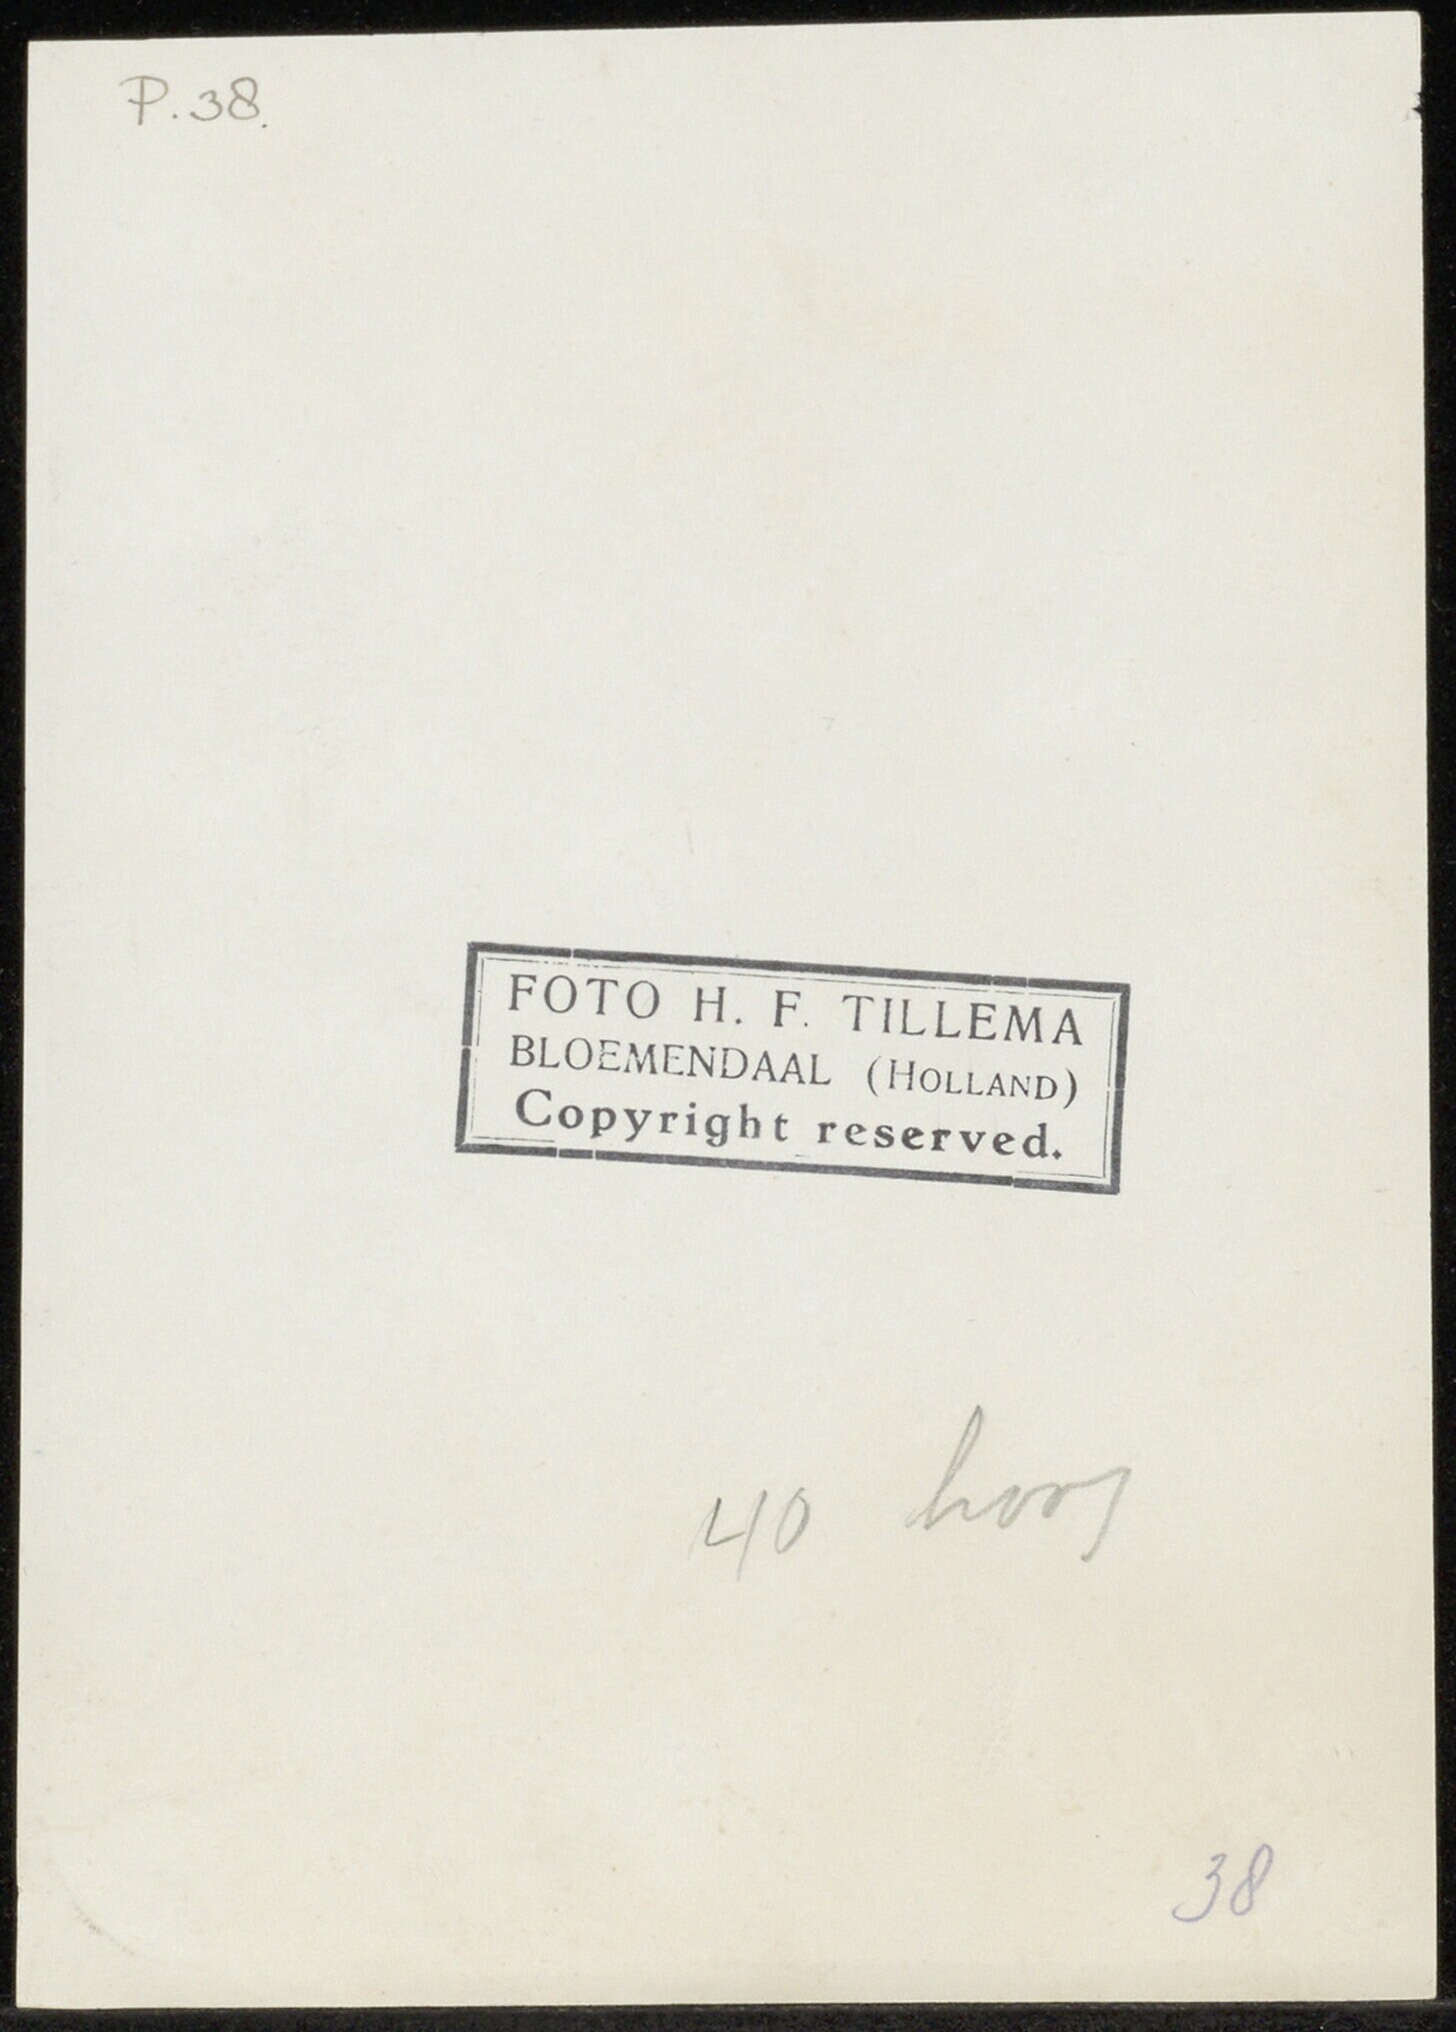 P. 38.
FOTO H. F. TILLEMA
BLOEMENDAAL (HOLLAND)
Copyright reserved.
40 hoog
38